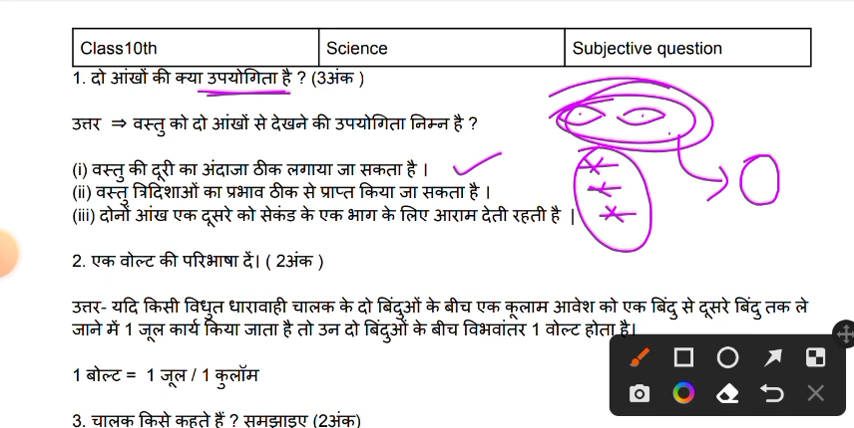 Class10th Science Subjective question
1. दो आंखों की क्या उपयोगिता है ? (3अंक )
उत्तर ⇒ वस्तु को दो आंखों से देखने की उपयोगिता निम्न है ?
(i) वस्तु की दूरी का अंदाजा ठीक लगाया जा सकता है ।
(ii) वस्तु त्रिदिशाओं का प्रभाव ठीक से प्राप्त किया जा सकता है ।
(iii) दोनों आंख एक दूसरे को सेकंड के एक भाग के लिए आराम देती रहती है |
2. एक वोल्ट की परिभाषा दें। ( 2अंक )
उत्तर- यदि किसी विधुत धारावाही चालक के दो बिंदुओं के बीच एक कूलाम आवेश को एक बिंदु से दूसरे बिंदु तक ले
जाने में 1 जूल कार्य किया जाता है तो उन दो बिंदुओं के बीच विभवांतर 1 वोल्ट होता है।
1 बोल्ट = 1 जूल / 1 कुलॉम
3. चालक किसे कहते हैं ? समझाइए (2अंक)